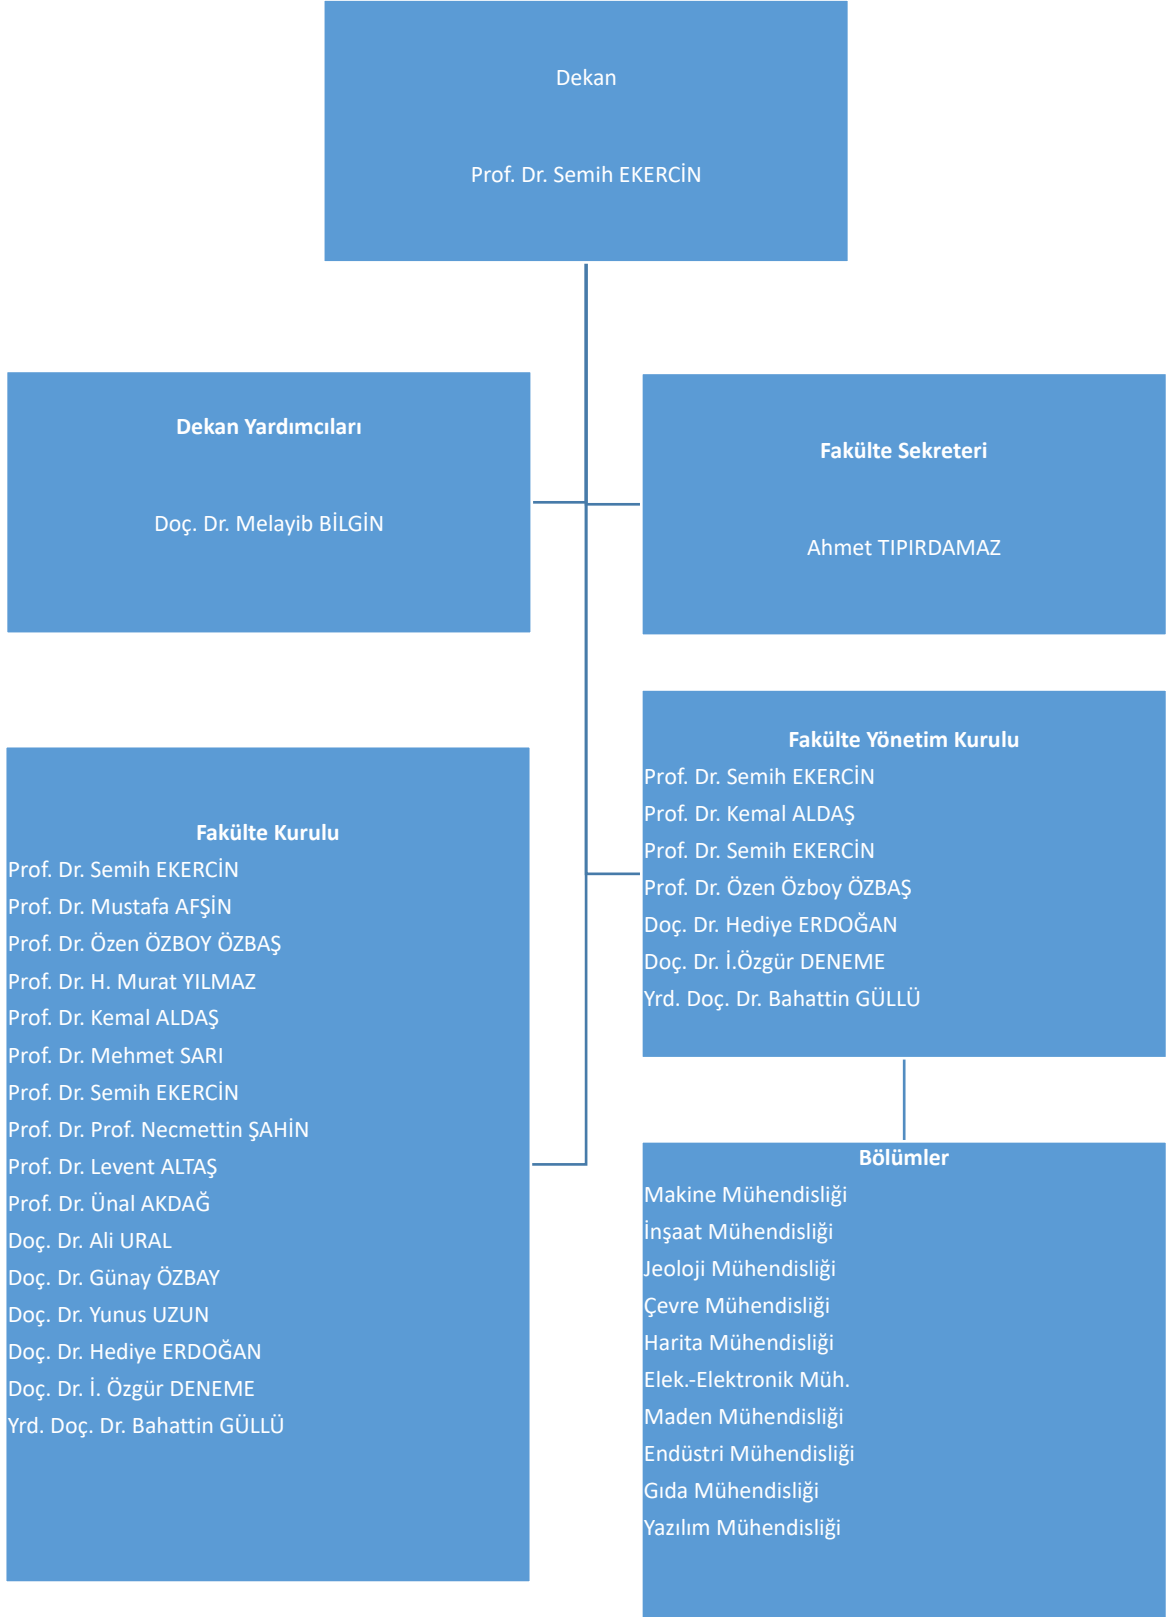 Dekan
Prof. Dr. Semih EKERCİN
Dekan Yardımcıları
Doç. Dr. Melayib BİLGİN
Fakülte Sekreteri
Ahmet TIPIRDAMAZ
Fakülte Kurulu
Prof. Dr. Semih EKERCİN
Prof. Dr. Mustafa AFŞİN
Prof. Dr. Özen ÖZBOY ÖZBAŞ
Prof. Dr. H. Murat YILMAZ
Prof. Dr. Kemal ALDAŞ
Prof. Dr. Mehmet SARI
Prof. Dr. Semih EKERCİN
Prof. Dr. Prof. Necmettin ŞAHİN
Prof. Dr. Levent ALTAŞ
Prof. Dr. Ünal AKDAĞ
Doç. Dr. Ali URAL
Doç. Dr. Günay ÖZBAY
Doç. Dr. Yunus UZUN
Doç. Dr. Hediye ERDOĞAN
Doç. Dr. İ. Özgür DENEME
Yrd. Doç. Dr. Bahattin GÜLLÜ
Fakülte Yönetim Kurulu
Prof. Dr. Semih EKERCİN
Prof. Dr. Kemal ALDAŞ
Prof. Dr. Semih EKERCİN
Prof. Dr. Özen Özboy ÖZBAŞ
Doç. Dr. Hediye ERDOĞAN
Doç. Dr. İ.Özgür DENEME
Yrd. Doç. Dr. Bahattin GÜLLÜ
Bölümler
Makine Mühendisliği
İnşaat Mühendisliği
Jeoloji Mühendisliği
Çevre Mühendisliği
Harita Mühendisliği
Elek.-Elektronik Müh.
Maden Mühendisliği
Endüstri Mühendisliği
Gıda Mühendisliği
Yazılım Mühendisliği